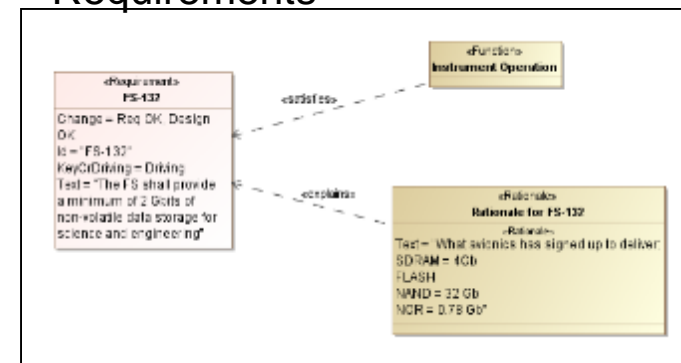 Requirements
«Requirement»
FS-132
Change = Req OK, Design
OK
Id = "FS-132"
KeyOrDriving = Driving
Text = "The FS shall provide
a minimum of 2 Gbits of
non-volatile data storage for
science and engineering"
«satisfies»
«Function»
Instrument Operation
«explains»
«Rationale»
Rationale for FS-132
«Rationale»
Text = "What avionics has signed up to deliver:
SDRAM = 4Gb
FLASH
NAND = 32 Gb
NOR = 0.78 Gb"